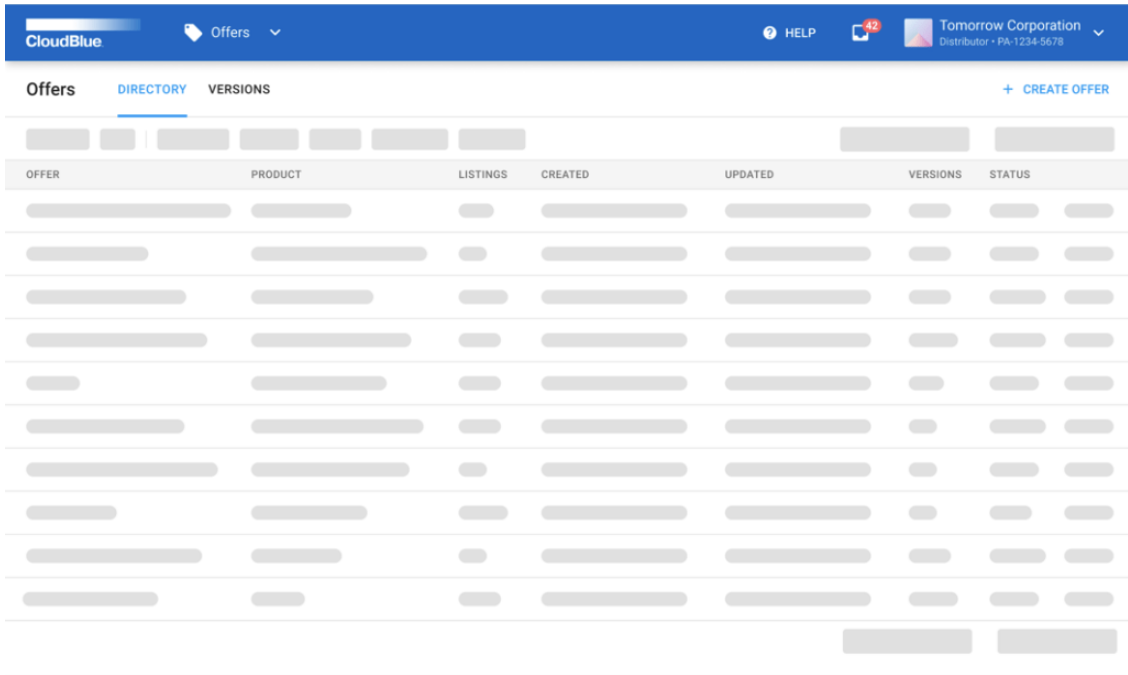 CloudBlue
Offers
HELP
42
Tomorrow Corporation
Distributor • PA-1234-5678
Offers
DIRECTORY
VERSIONS
+ CREATE OFFER
OFFER PRODUCT LISTINGS CREATED UPDATED VERSIONS STATUS